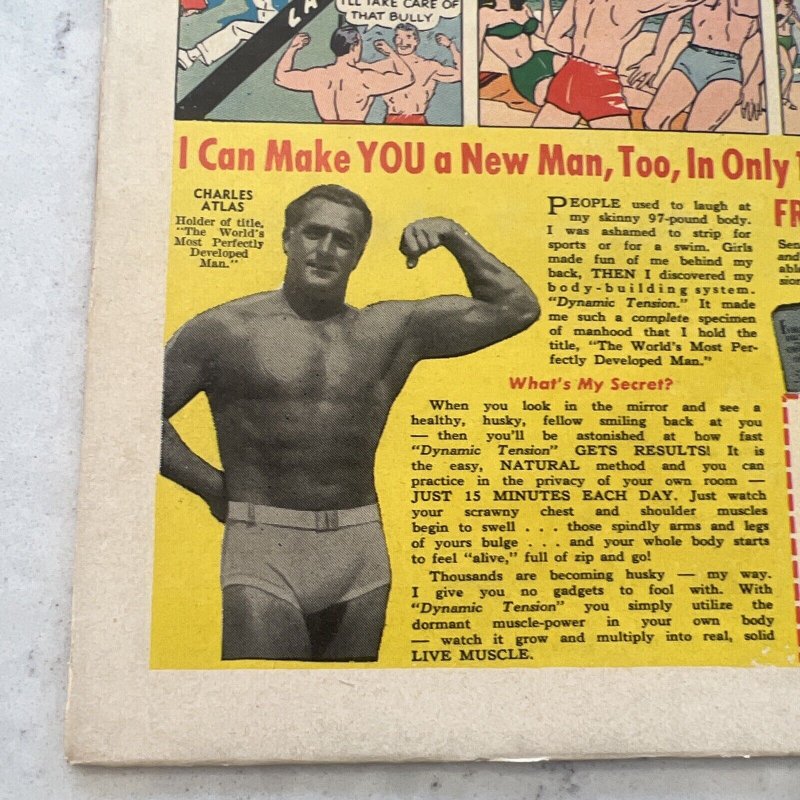 I'LL TAKE CARE OF
THAT BULLY
LA
I Can Make YOU a New Man, Too, In Only 1
CHARLES
ATLAS
Holder of title,
"The World's
Most Perfectly
Developed
Man."
PEOPLE used to laugh at
my skinny 97-pound body.
I was ashamed to strip for
sports or for a swim. Girls
made fun of me behind my
back, THEN I discovered my
body-building system.
"Dynamic Tension." It made
me such a complete specimen
of manhood that I hold the
title, "The World's Most Per-
fectly Developed Man."
What's My Secret?
When you look in the mirror and see a
healthy, husky, fellow smiling back at you
— then you'll be astonished at how fast
"Dynamic Tension" GETS RESULTS! It is
the easy, NATURAL method and you can
practice in the privacy of your own room —
JUST 15 MINUTES EACH DAY. Just watch
your scrawny chest and shoulder muscles
begin to swell . . . those spindly arms and legs
of yours bulge . . . and your whole body starts
to feel "alive," full of zip and go!
Thousands are becoming husky — my way.
I give you no gadgets to fool with. With
"Dynamic Tension" you simply utilize the
dormant muscle-power in your own body
— watch it grow and multiply into real, solid
LIVE MUSCLE.
FR
Sen
and
abl
sion